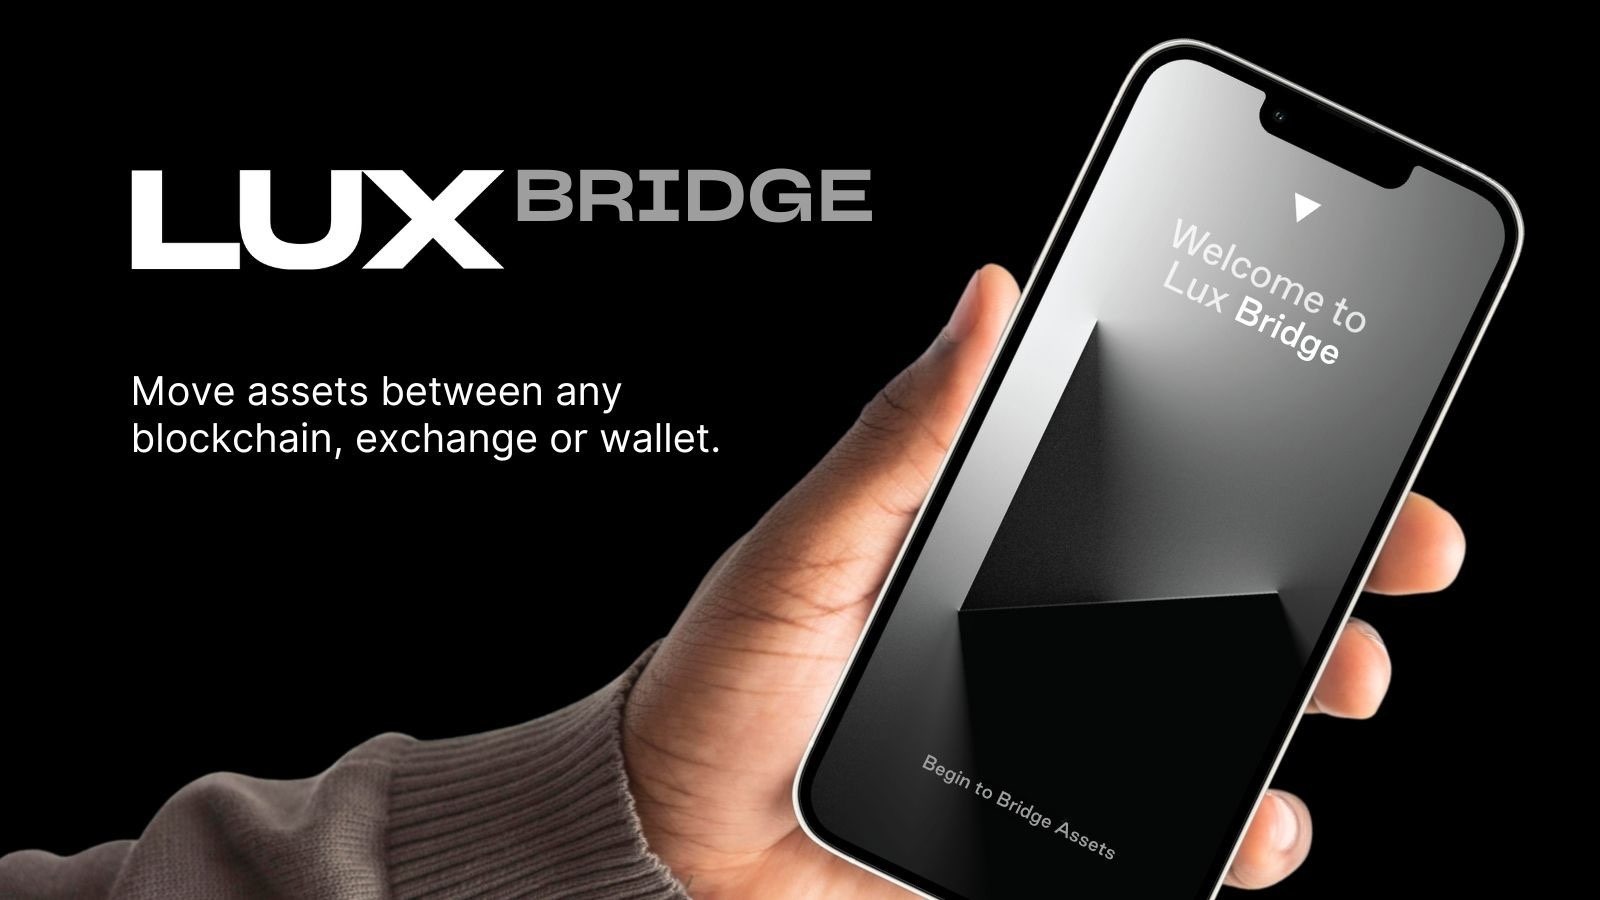 LUX BRIDGE
Move assets between any
blockchain, exchange or wallet.
Welcome to
Lux Bridge
Begin to Bridge Assets